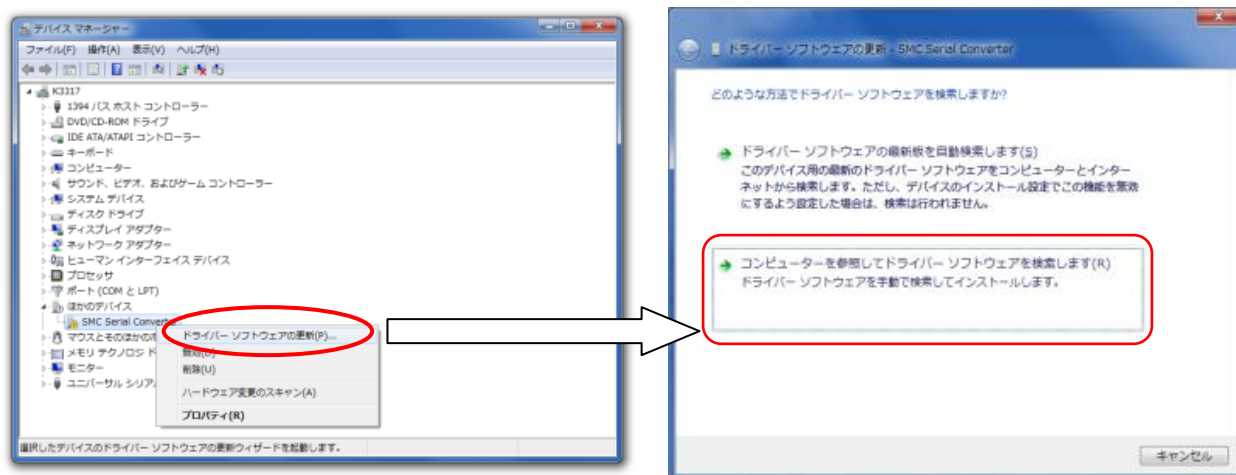 デバイス マネージャー
ファイル(F) 操作(A) 表示(V) ヘルプ(H)
K3317
1394 バス ホスト コントローラー
DVD/CD-ROM ドライブ
IDE ATA/ATAPI コントローラー
キーボード
コンピューター
サウンド、ビデオ、およびゲーム コントローラー
システム デバイス
ディスク ドライブ
ディスプレイ アダプター
ネットワーク アダプター
ヒューマン インターフェイス デバイス
プロセッサ
ポート (COM と LPT)
ほかのデバイス
SMC Serial Converter
マウスとそのほかのポ
メモリ テクノロジ ド
モニター
ユニバーサル シリアル
ドライバー ソフトウェアの更新(P)...
無効(D)
削除(U)
ハードウェア変更のスキャン(A)
プロパティ(R)
選択したデバイスのドライバー ソフトウェアの更新ウィザードを起動します。
ドライバー ソフトウェアの更新 - SMC Serial Converter
どのような方法でドライバー ソフトウェアを検索しますか?
ドライバー ソフトウェアの最新版を自動検索します(S)
このデバイス用の最新のドライバー ソフトウェアをコンピューターとインター
ネットから検索します。ただし、デバイスのインストール設定でこの機能を無効
にするよう設定した場合は、検索は行われません。
コンピューターを参照してドライバー ソフトウェアを検索します(R)
ドライバー ソフトウェアを手動で検索してインストールします。
キャンセル